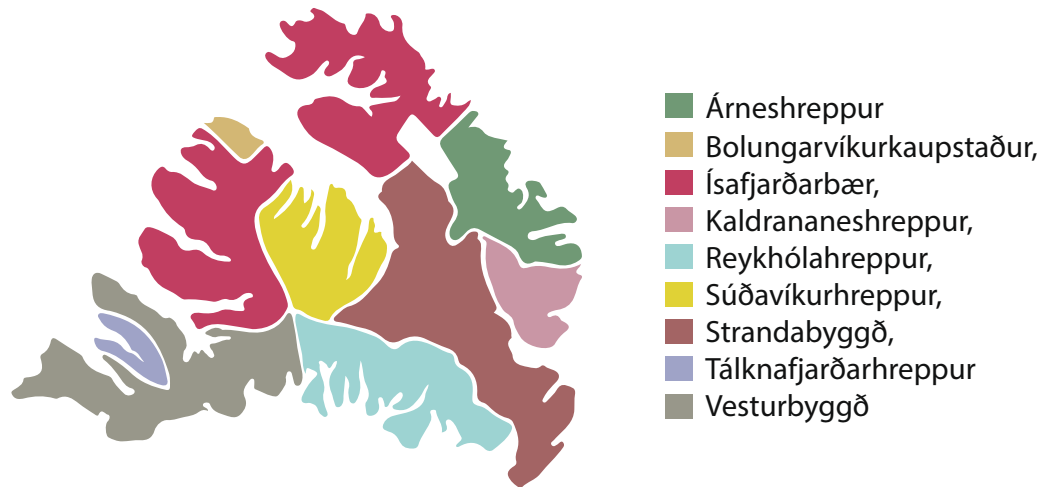 Árneshreppur
Bolungarvíkurkaupstaður,
Ísafjarðarbær,
Kaldrananeshreppur,
Reykhólahreppur,
Súðavíkurhreppur,
Strandabyggð,
Tálknafjarðarhreppur
Vesturbyggð